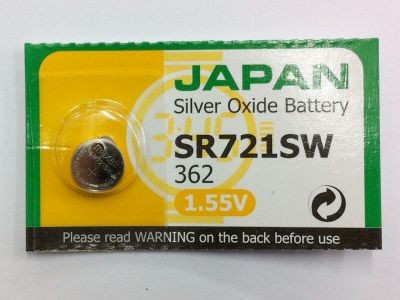 JAPAN
Silver Oxide Battery
SR721SW
362
1.55V
Please read WARNING on the back before use